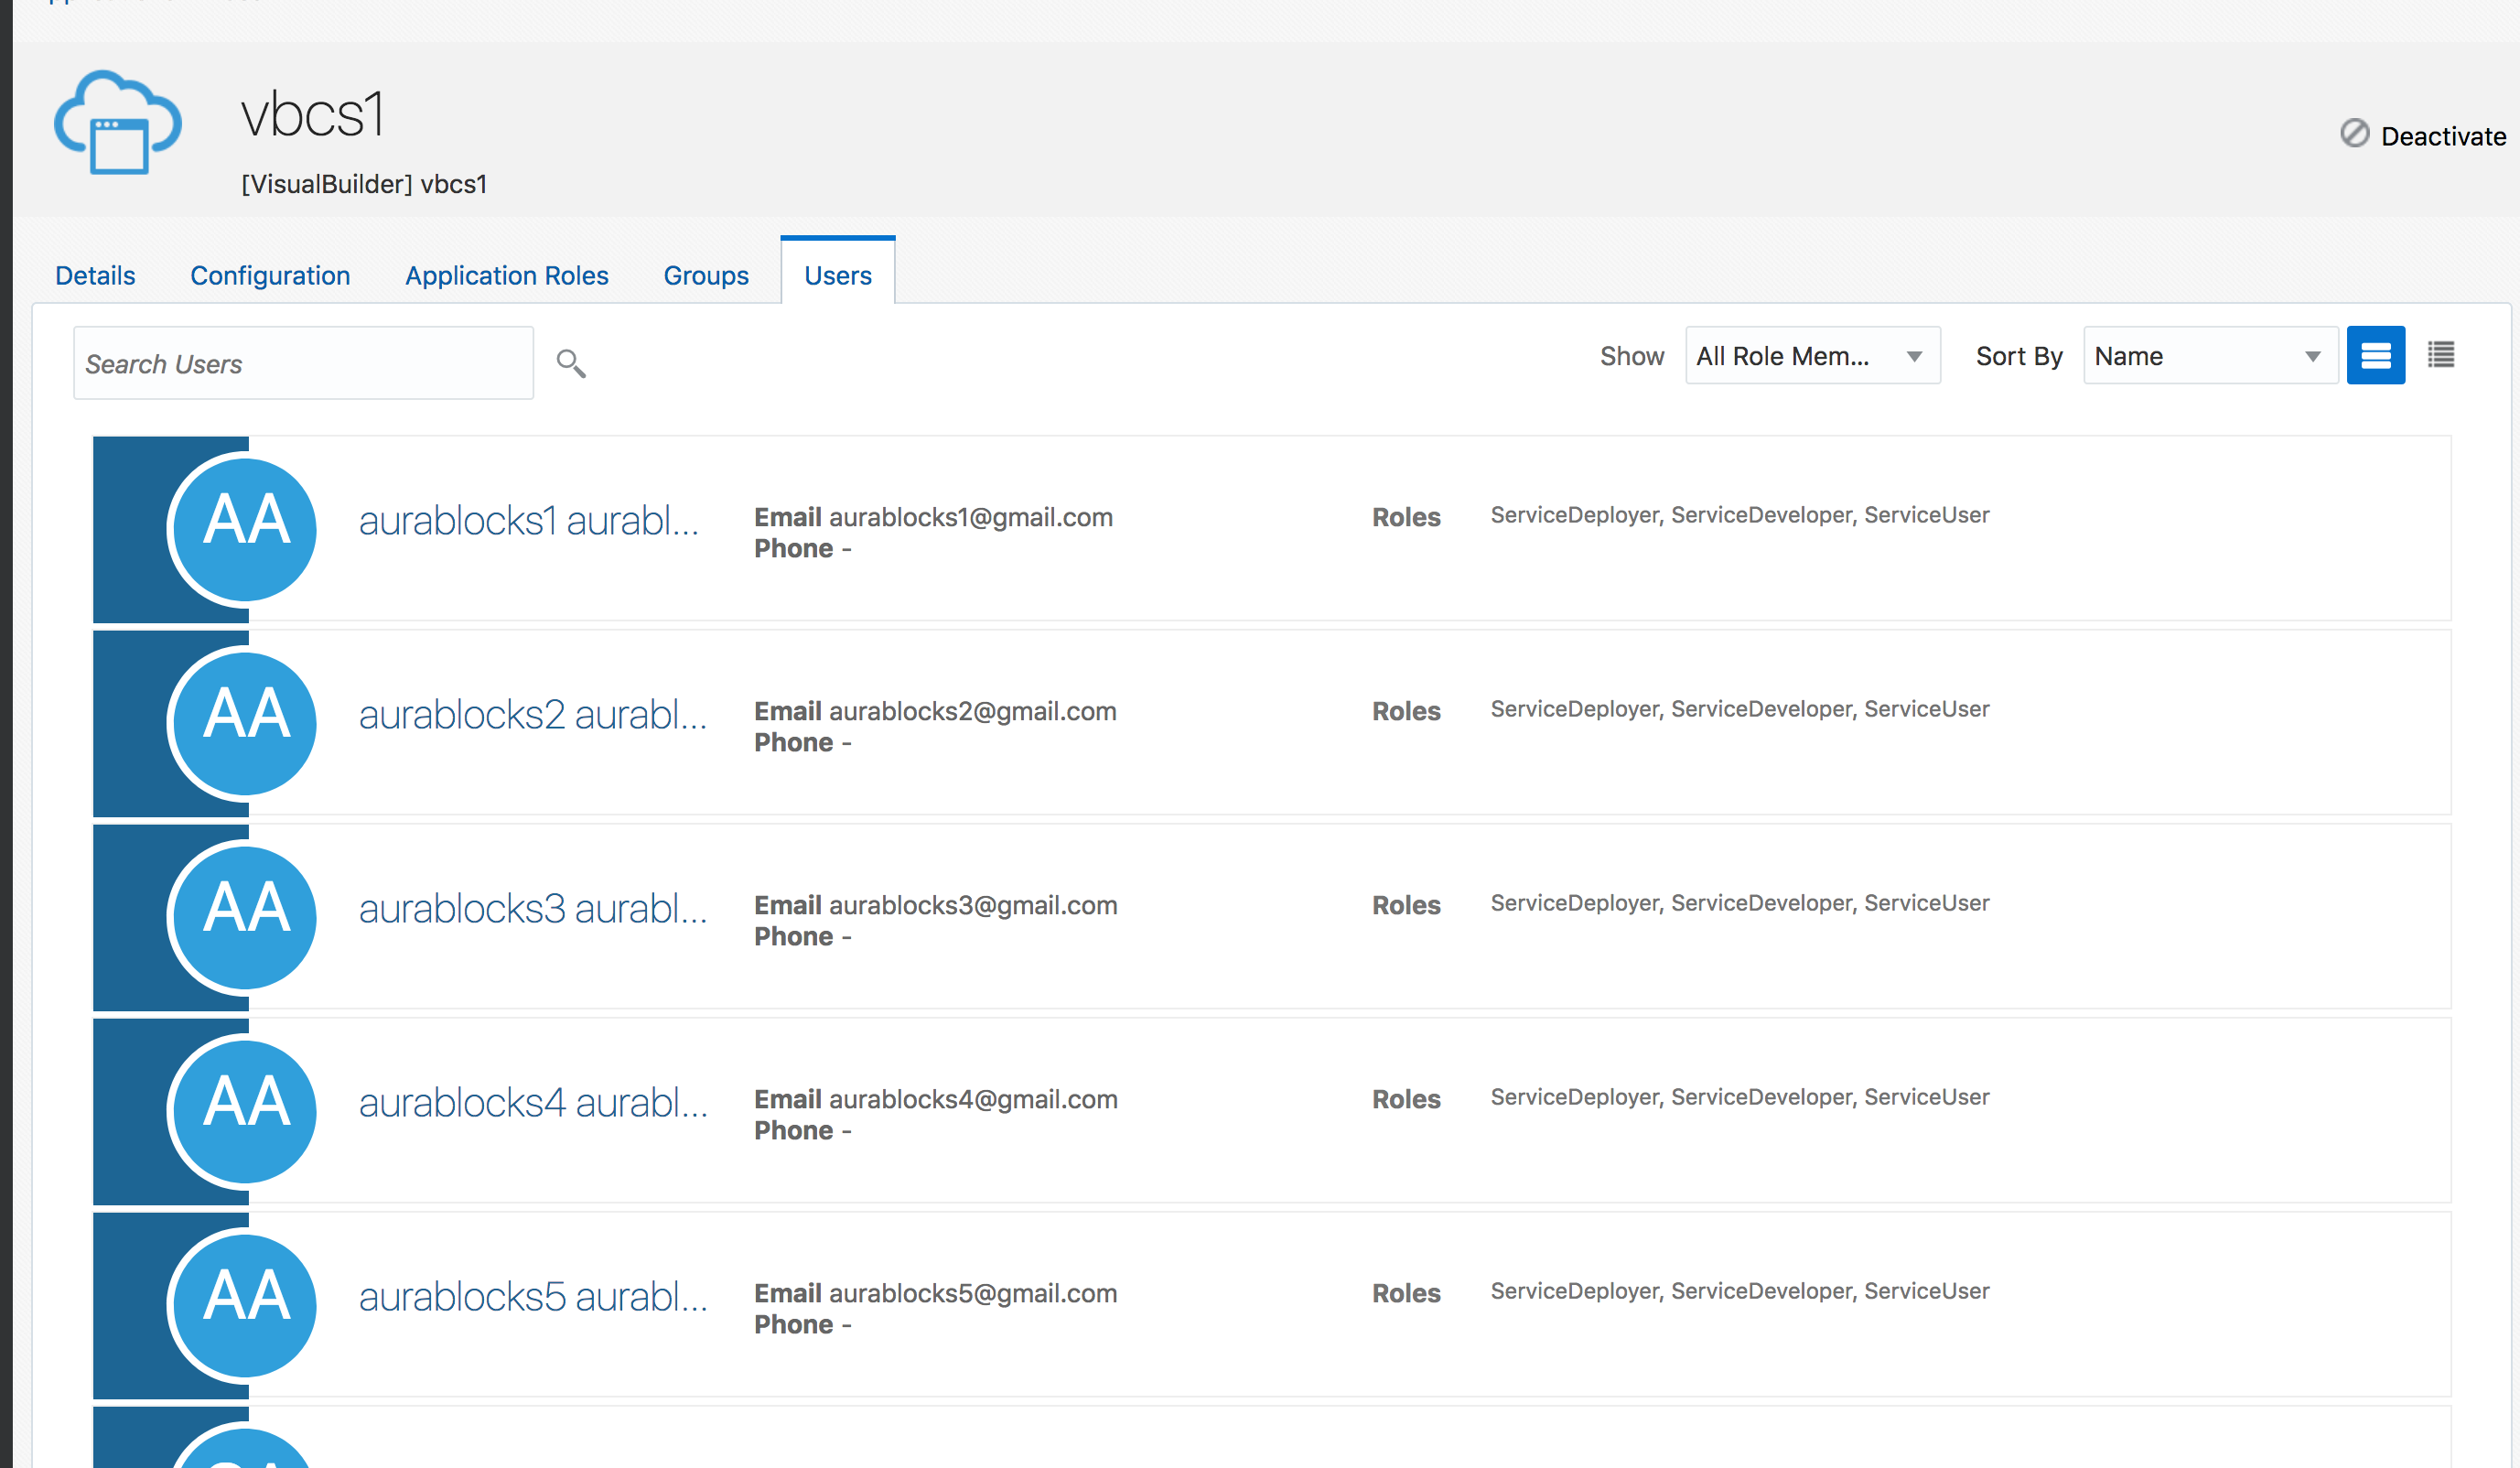 vbcs1
[VisualBuilder] vbcs1
Deactivate
Details Configuration Application Roles Groups Users
Search Users
Show All Role Mem... Sort By Name
AA aurablocks1 aurabl... Email aurablocks1@gmail.com Roles ServiceDeployer, ServiceDeveloper, ServiceUser
Phone -
AA aurablocks2 aurabl... Email aurablocks2@gmail.com Roles ServiceDeployer, ServiceDeveloper, ServiceUser
Phone -
AA aurablocks3 aurabl... Email aurablocks3@gmail.com Roles ServiceDeployer, ServiceDeveloper, ServiceUser
Phone -
AA aurablocks4 aurabl... Email aurablocks4@gmail.com Roles ServiceDeployer, ServiceDeveloper, ServiceUser
Phone -
AA aurablocks5 aurabl... Email aurablocks5@gmail.com Roles ServiceDeployer, ServiceDeveloper, ServiceUser
Phone -